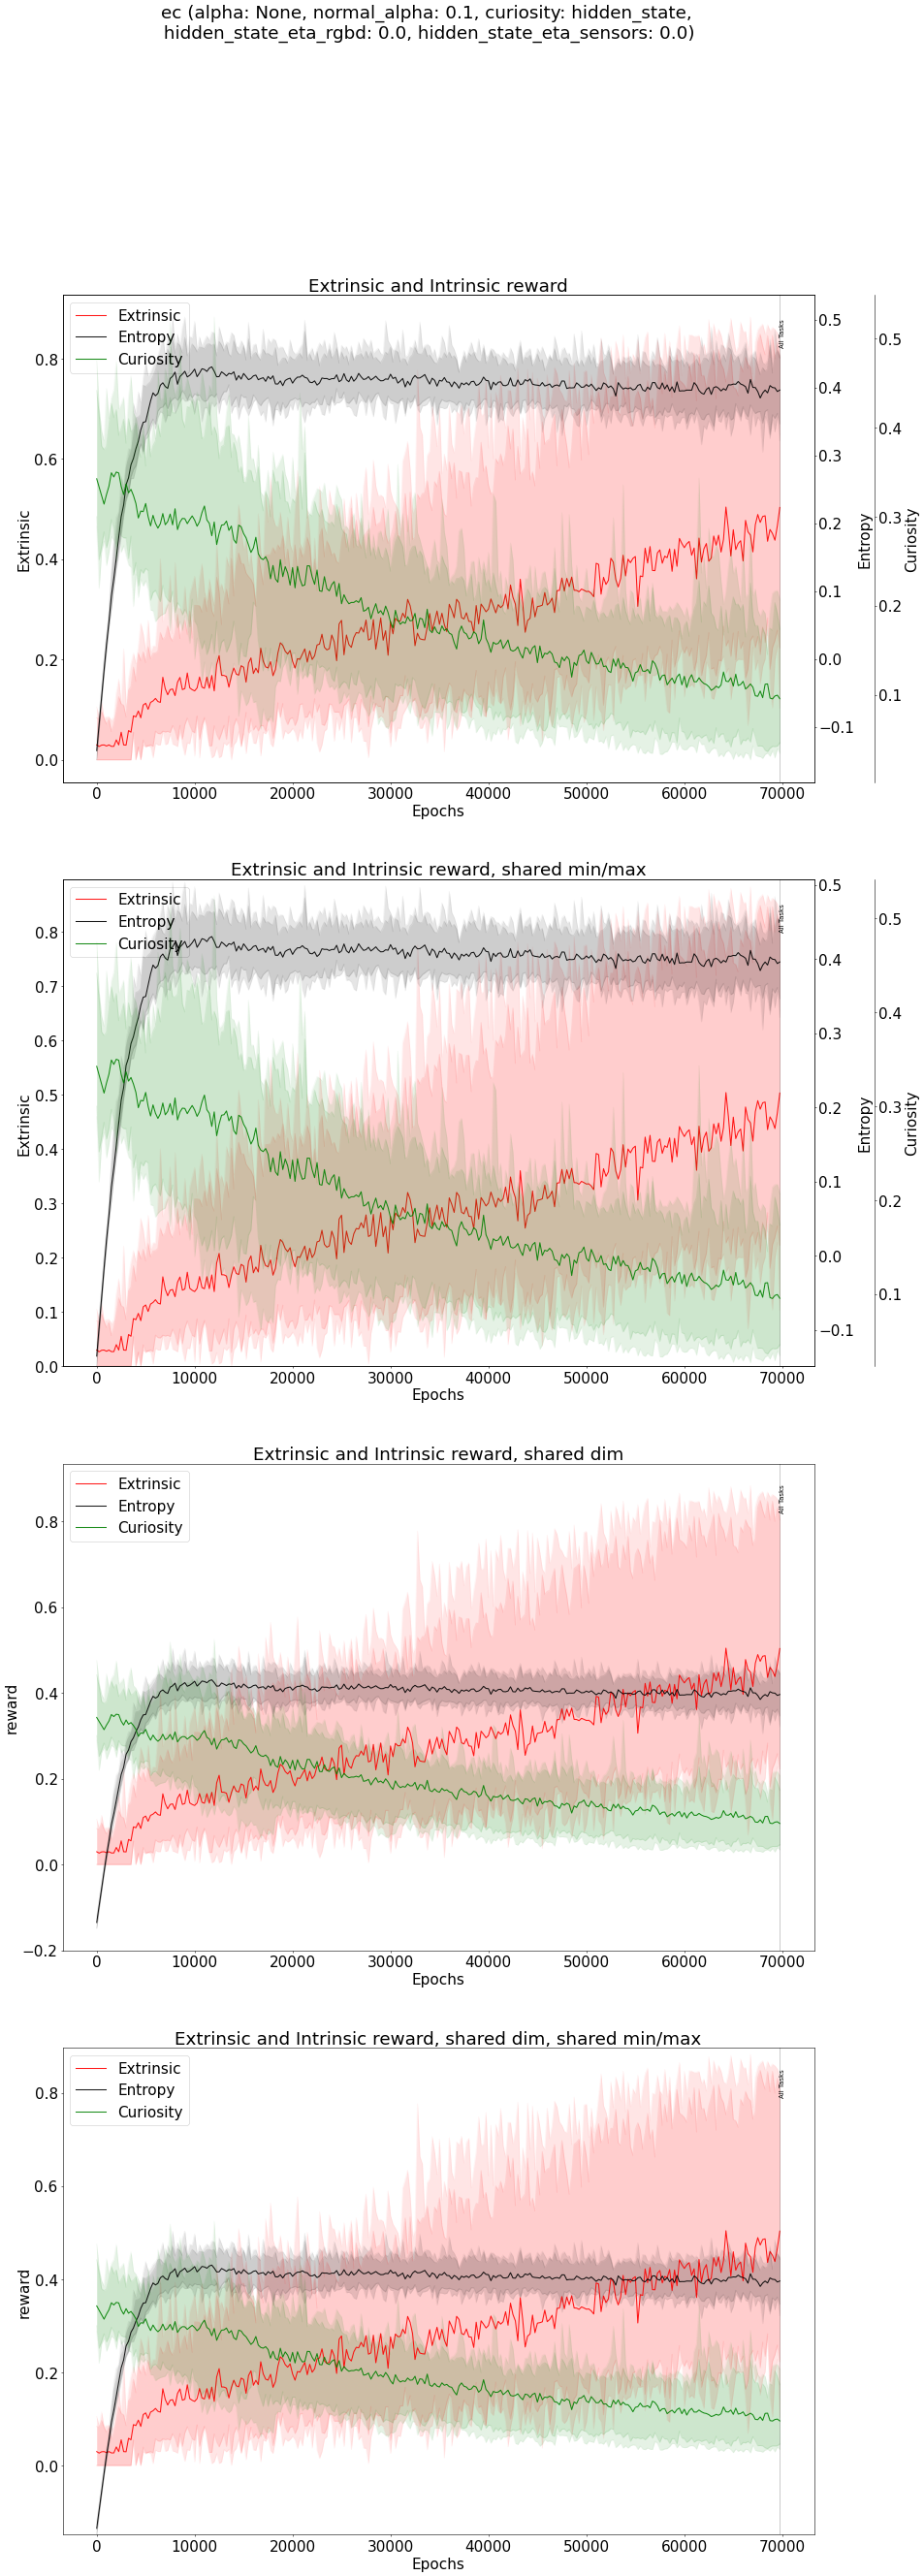 ec (alpha: None, normal_alpha: 0.1, curiosity: hidden_state,
hidden_state_eta_rgbd: 0.0, hidden_state_eta_sensors: 0.0)
Extrinsic and Intrinsic reward
Extrinsic
Entropy
Curiosity
All Tasks
0.8
0.6
0.4
0.2
0.0
Extrinsic
0.5
0.4
0.3
0.2
0.1
0.0
−0.1
Entropy
0.5
0.4
0.3
0.2
0.1
Curiosity
0 10000 20000 30000 40000 50000 60000 70000
Epochs
Extrinsic and Intrinsic reward, shared min/max
Extrinsic
Entropy
Curiosity
All Tasks
0.8
0.7
0.6
0.5
0.4
0.3
0.2
0.1
0.0
Extrinsic
0.5
0.4
0.3
0.2
0.1
0.0
−0.1
Entropy
0.5
0.4
0.3
0.2
0.1
Curiosity
0 10000 20000 30000 40000 50000 60000 70000
Epochs
Extrinsic and Intrinsic reward, shared dim
Extrinsic
Entropy
Curiosity
All Tasks
0.8
0.6
0.4
0.2
0.0
−0.2
reward
0 10000 20000 30000 40000 50000 60000 70000
Epochs
Extrinsic and Intrinsic reward, shared dim, shared min/max
Extrinsic
Entropy
Curiosity
All Tasks
0.8
0.6
0.4
0.2
0.0
reward
0 10000 20000 30000 40000 50000 60000 70000
Epochs